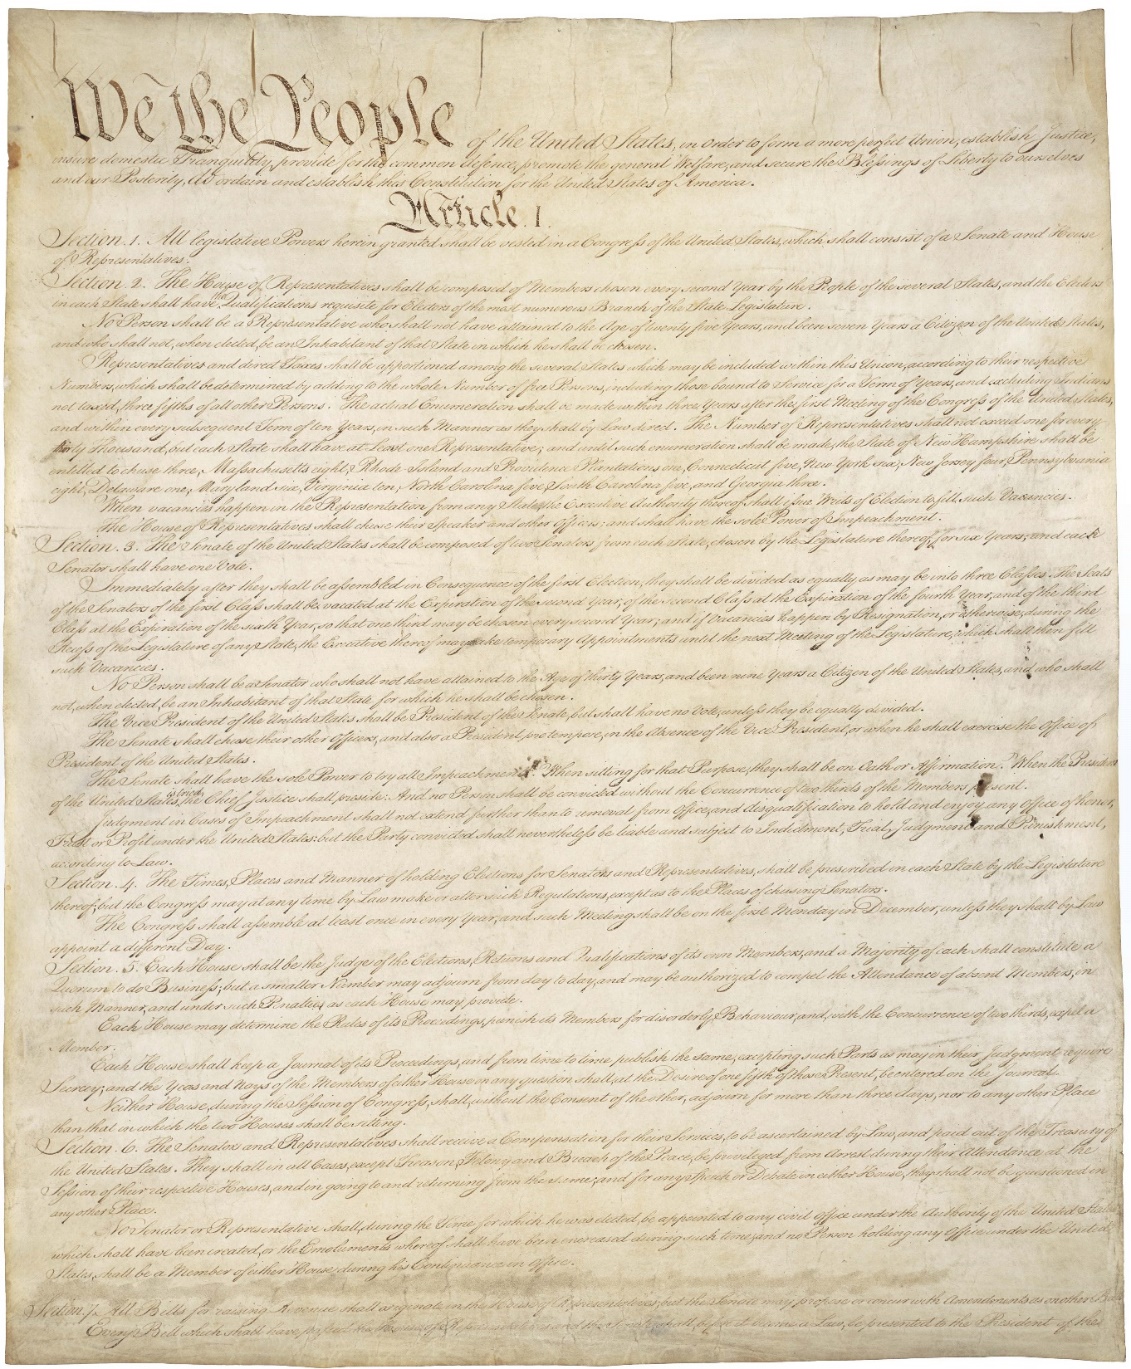 We the People of the United States, in Order to form a more perfect Union, establish Justice,
insure domestic Tranquility, provide for the common defence, promote the general Welfare, and secure the Blessings of Liberty to ourselves
and our Posterity, do ordain and establish this Constitution for the United States of America.
Article. I.
Section. 1. All legislative Powers herein granted shall be vested in a Congress of the United States, which shall consist of a Senate and House
of Representatives.
Section. 2. The House of Representatives shall be composed of Members chosen every second Year by the People of the several States, and the Electors
in each State shall have the Qualifications requisite for Electors of the most numerous Branch of the State Legislature.
No Person shall be a Representative who shall not have attained to the Age of twenty five Years, and been seven Years a Citizen of the United States,
and who shall not, when elected, be an Inhabitant of that State in which he shall be chosen.
Representatives and direct Taxes shall be apportioned among the several States which may be included within this Union, according to their respective
Numbers, which shall be determined by adding to the whole Number of free Persons, including those bound to Service for a Term of Years, and excluding Indians
not taxed, three fifths of all other Persons. The actual Enumeration shall be made within three Years after the first Meeting of the Congress of the United States,
and within every subsequent Term of ten Years, in such Manner as they shall by Law direct. The Number of Representatives shall not exceed one for every
thirty Thousand, but each State shall have at Least one Representative; and until such enumeration shall be made, the State of New Hampshire shall be
entitled to chuse three, Massachusetts eight, Rhode-Island and Providence Plantations one, Connecticut five, New-York six, New Jersey four, Pennsylvania
eight, Delaware one, Maryland six, Virginia ten, North Carolina five, South Carolina five, and Georgia three.
When vacancies happen in the Representation from any State, the Executive Authority thereof shall issue Writs of Election to fill such Vacancies.
The House of Representatives shall chuse their Speaker and other Officers; and shall have the sole Power of Impeachment.
Section. 3. The Senate of the United States shall be composed of two Senators from each State, chosen by the Legislature thereof, for six Years; and each
Senator shall have one Vote.
Immediately after they shall be assembled in Consequence of the first Election, they shall be divided as equally as may be into three Classes. The Seats
of the Senators of the first Class shall be vacated at the Expiration of the second Year, of the second Class at the Expiration of the fourth Year, and of the third
Class at the Expiration of the sixth Year, so that one third may be chosen every second Year; and if Vacancies happen by Resignation, or otherwise, during the
Recess of the Legislature of any State, the Executive thereof may make temporary Appointments until the next Meeting of the Legislature, which shall then fill
such Vacancies.
No Person shall be a Senator who shall not have attained to the Age of thirty Years, and been nine Years a Citizen of the United States, and who shall
not, when elected, be an Inhabitant of that State for which he shall be chosen.
The Vice President of the United States shall be President of the Senate, but shall have no Vote, unless they be equally divided.
The Senate shall chuse their other Officers, and also a President pro tempore, in the Absence of the Vice President, or when he shall exercise the Office of
President of the United States.
The Senate shall have the sole Power to try all Impeachments. When sitting for that Purpose, they shall be on Oath or Affirmation. When the President
of the United States is tried, the Chief Justice shall preside: And no Person shall be convicted without the Concurrence of two thirds of the Members present.
Judgment in Cases of Impeachment shall not extend further than to removal from Office, and disqualification to hold and enjoy any Office of honor,
Trust or Profit under the United States: but the Party convicted shall nevertheless be liable and subject to Indictment, Trial, Judgment and Punishment,
according to Law.
Section. 4. The Times, Places and Manner of holding Elections for Senators and Representatives, shall be prescribed in each State by the Legislature
thereof; but the Congress may at any time by Law make or alter such Regulations, except as to the Places of chusing Senators.
The Congress shall assemble at least once in every Year, and such Meeting shall be on the first Monday in December, unless they shall by Law
appoint a different Day.
Section. 5. Each House shall be the Judge of the Elections, Returns and Qualifications of its own Members, and a Majority of each shall constitute a
Quorum to do Business; but a smaller Number may adjourn from day to day, and may be authorized to compel the Attendance of absent Members, in
such Manner, and under such Penalties as each House may provide.
Each House may determine the Rules of its Proceedings, punish its Members for disorderly Behaviour, and, with the Concurrence of two thirds, expel a
Member.
Each House shall keep a Journal of its Proceedings, and from time to time publish the same, excepting such Parts as may in their Judgment require
Secrecy; and the Yeas and Nays of the Members of either House on any question shall, at the Desire of one fifth of those Present, be entered on the Journal.
Neither House, during the Session of Congress, shall, without the Consent of the other, adjourn for more than three days, nor to any other Place
than that in which the two Houses shall be sitting.
Section. 6. The Senators and Representatives shall receive a Compensation for their Services, to be ascertained by Law, and paid out of the Treasury of
the United States. They shall in all Cases, except Treason, Felony and Breach of the Peace, be privileged from Arrest during their Attendance at the
Session of their respective Houses, and in going to and returning from the same; and for any Speech or Debate in either House, they shall not be questioned in
any other Place.
No Senator or Representative shall, during the Time for which he was elected, be appointed to any civil Office under the Authority of the United States,
which shall have been created, or the Emoluments whereof shall have been increased during such time; and no Person holding any Office under the United
States, shall be a Member of either House during his Continuance in Office.
Section. 7. All Bills for raising Revenue shall originate in the House of Representatives; but the Senate may propose or concur with Amendments as on other Bills.
Every Bill which shall have passed the House of Representatives and the Senate, shall, before it become a Law, be presented to the President of the